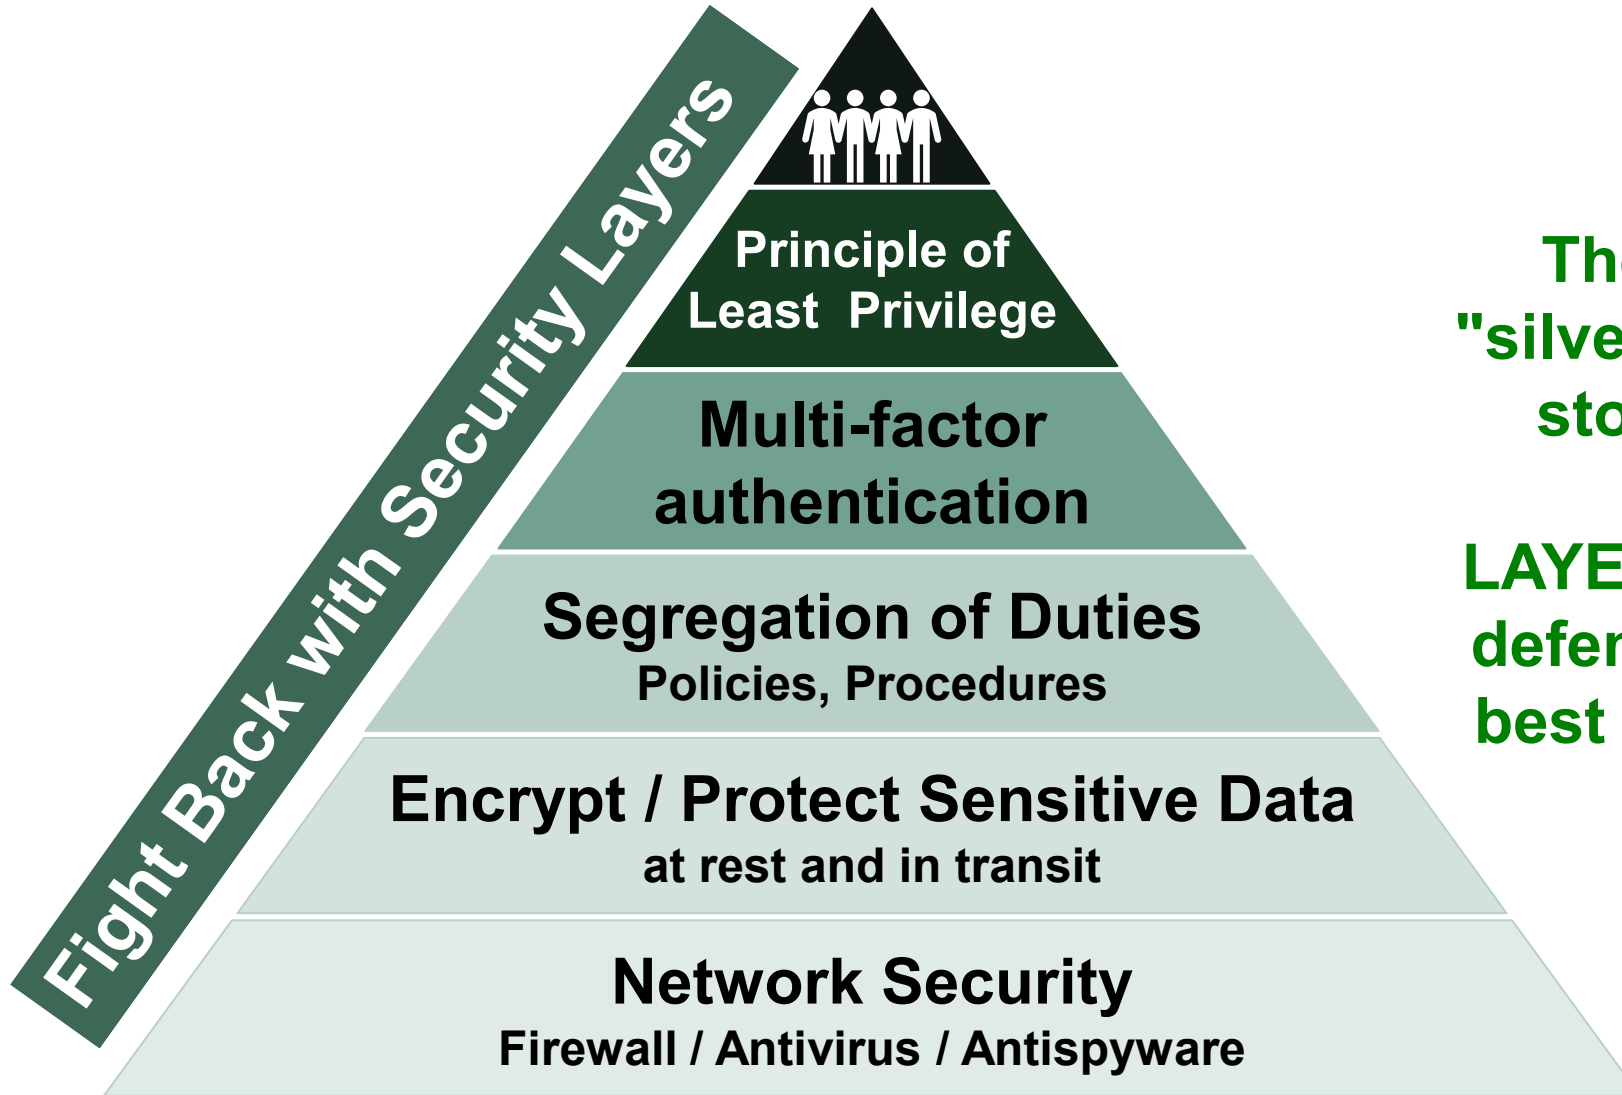 Fight Back with Security Layers
Principle of
Least Privilege
Multi-factor
authentication
Segregation of Duties
Policies, Procedures
Encrypt / Protect Sensitive Data
at rest and in transit
Network Security
Firewall / Antivirus / Antispyware
best